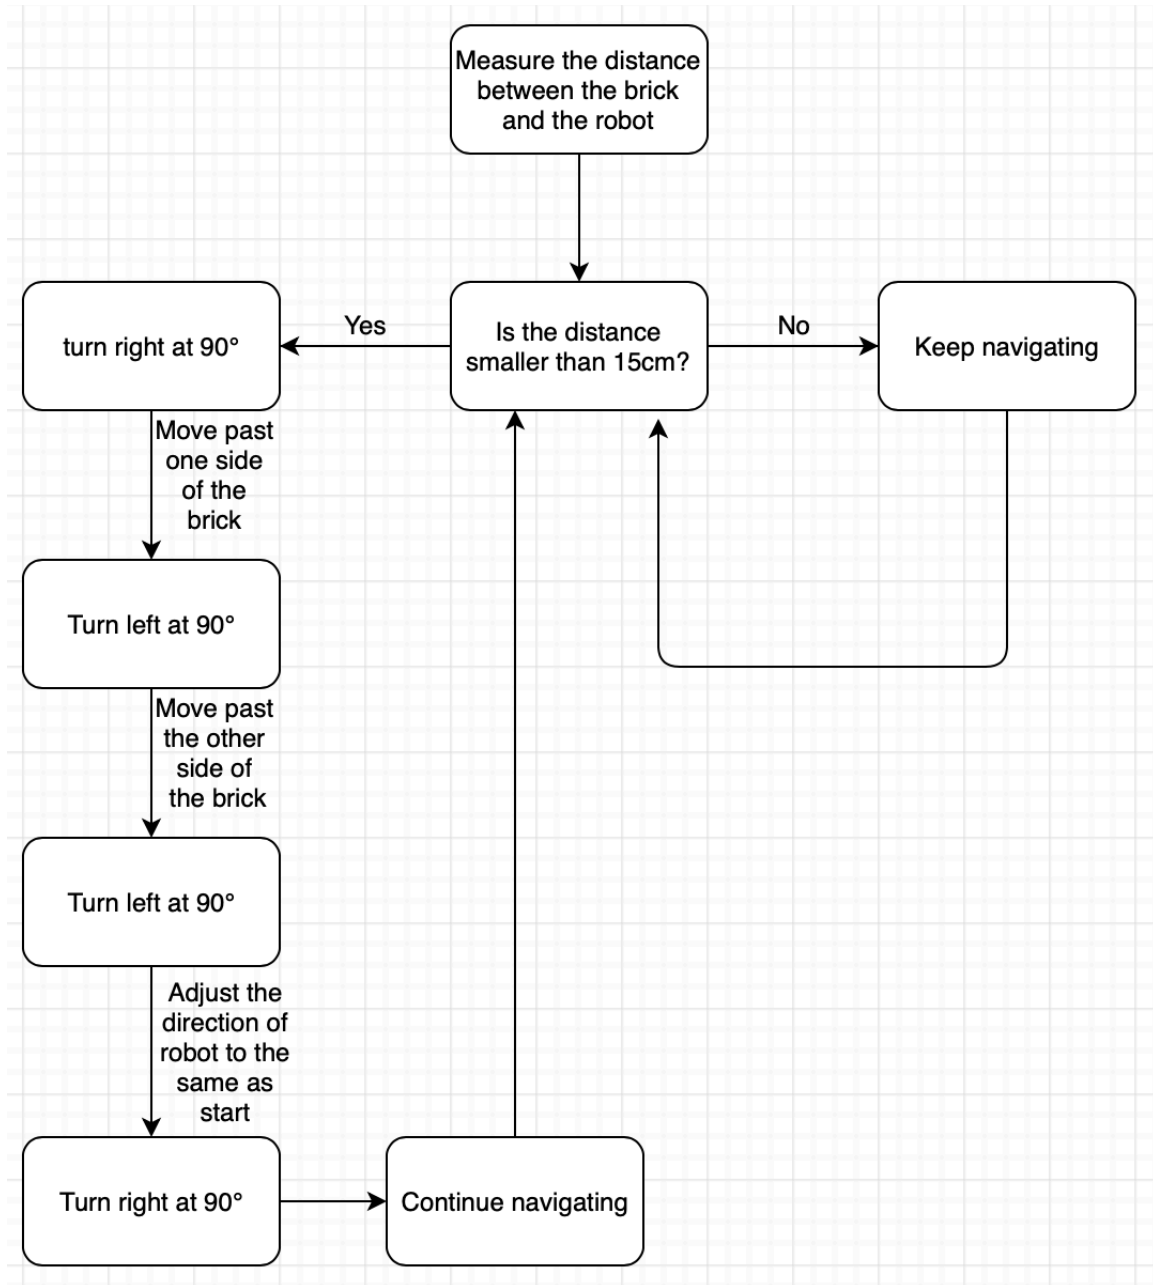 Measure the distance
between the brick
and the robot
turn right at 90°
Yes
Is the distance
smaller than 15cm?
No
Keep navigating
Move past
one side
of the
brick
Turn left at 90°
Move past
the other
side of
the brick
Turn left at 90°
Adjust the
direction of
robot to the
same as
start
Turn right at 90°
Continue navigating